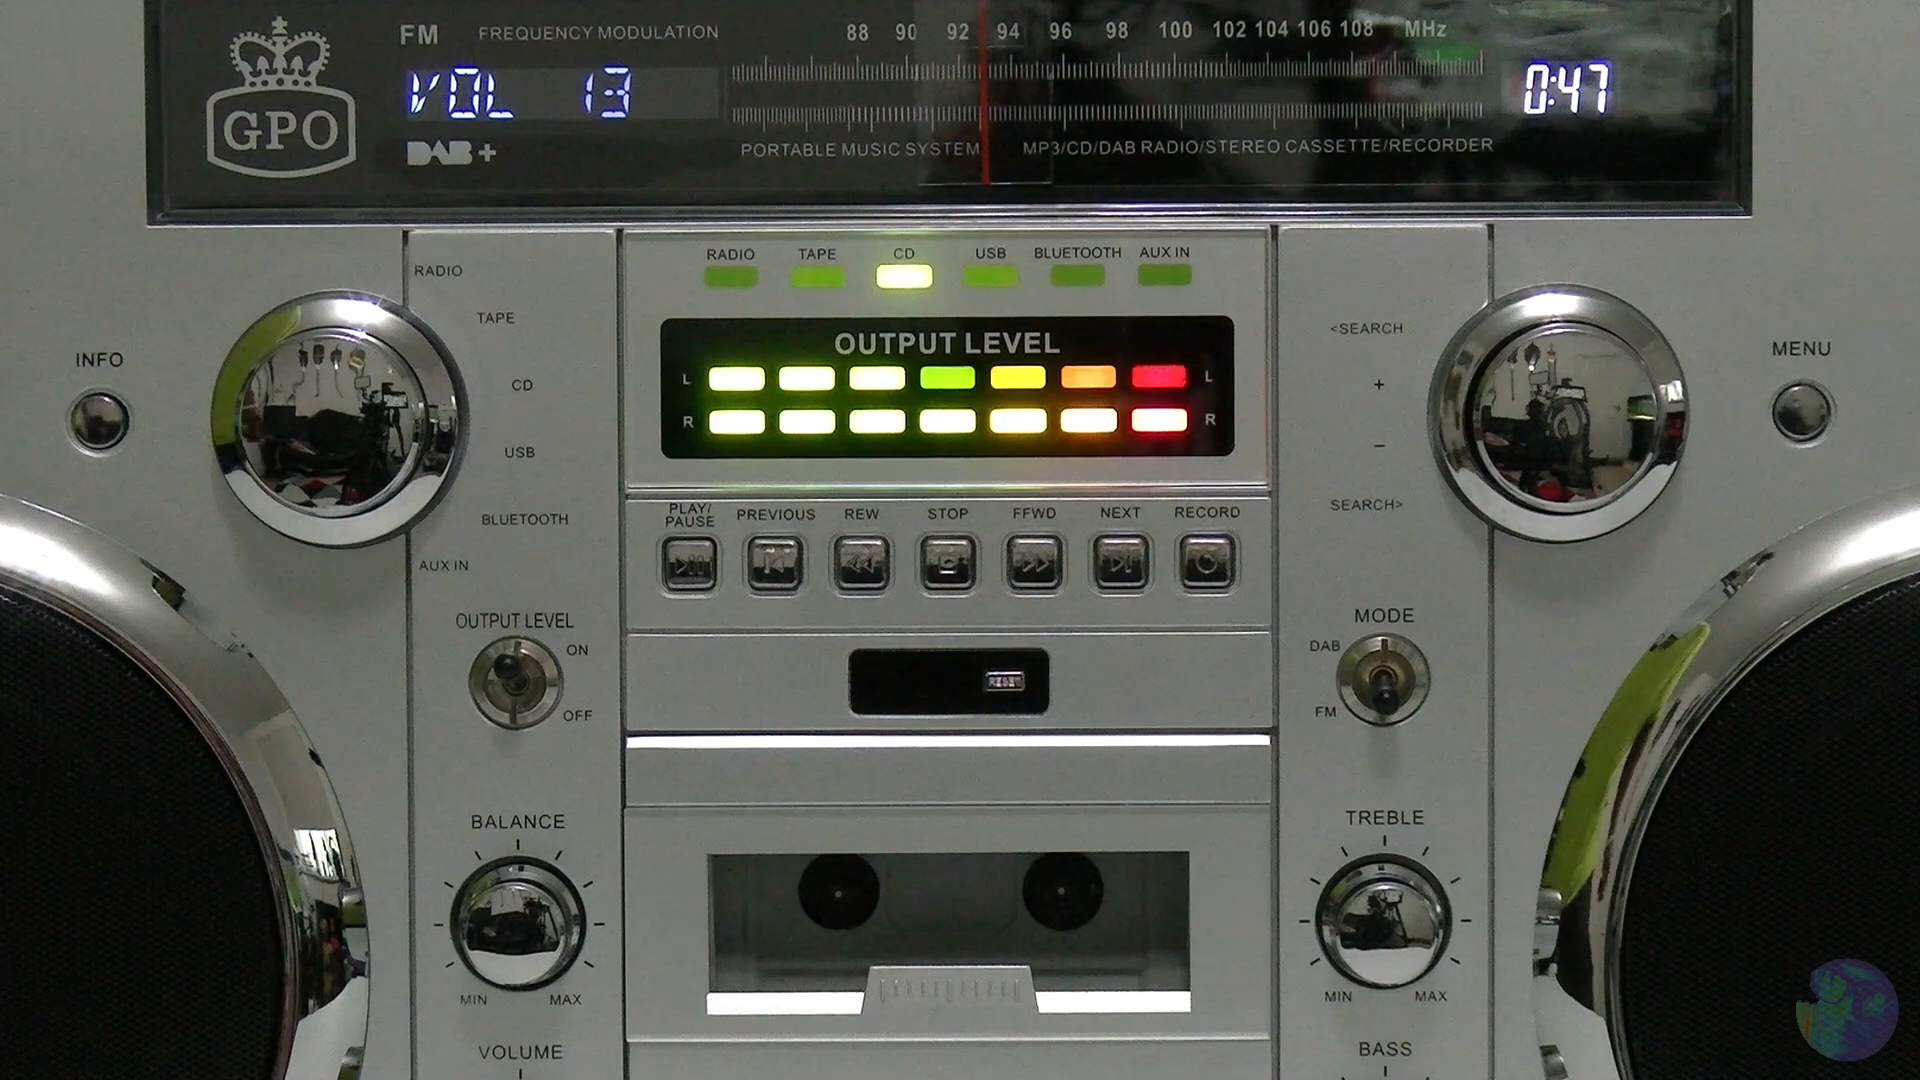 FM FREQUENCY MODULATION 88 90 92 94 96 98 100 102 104 106 108 MHz
GPO
VOL 13
0:47
DAB+
PORTABLE MUSIC SYSTEM MP3/CD/DAB RADIO/STEREO CASSETTE/RECORDER
RADIO TAPE CD USB BLUETOOTH AUX IN
RADIO
TAPE
CD
USB
BLUETOOTH
AUX IN
INFO
OUTPUT LEVEL
L L
R R
<SEARCH
+
–
SEARCH>
MENU
PLAY/
PAUSE PREVIOUS REW STOP FFWD NEXT RECORD
OUTPUT LEVEL
ON
OFF
RESET
MODE
DAB
FM
BALANCE
MIN MAX
TREBLE
MIN MAX
VOLUME
BASS